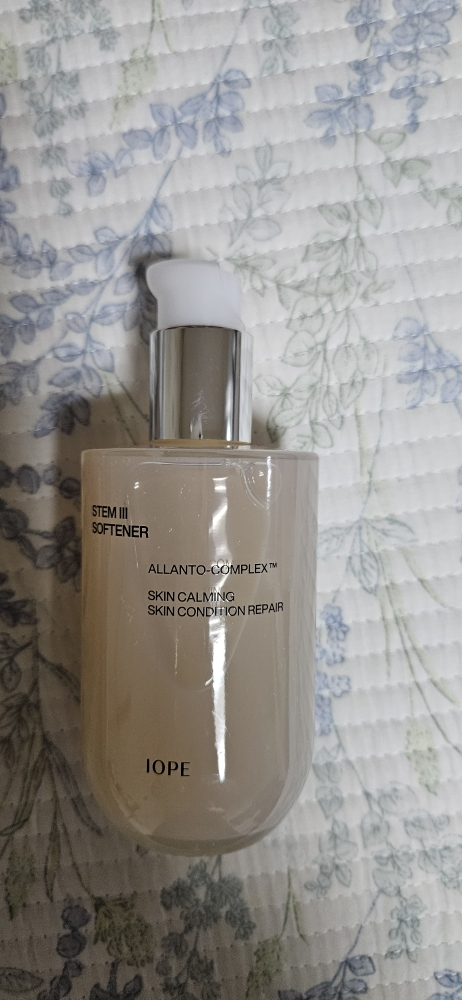 STEM III
SOFTENER
ALLANTO-COMPLEX™
SKIN CALMING
SKIN CONDITION REPAIR
IOPE